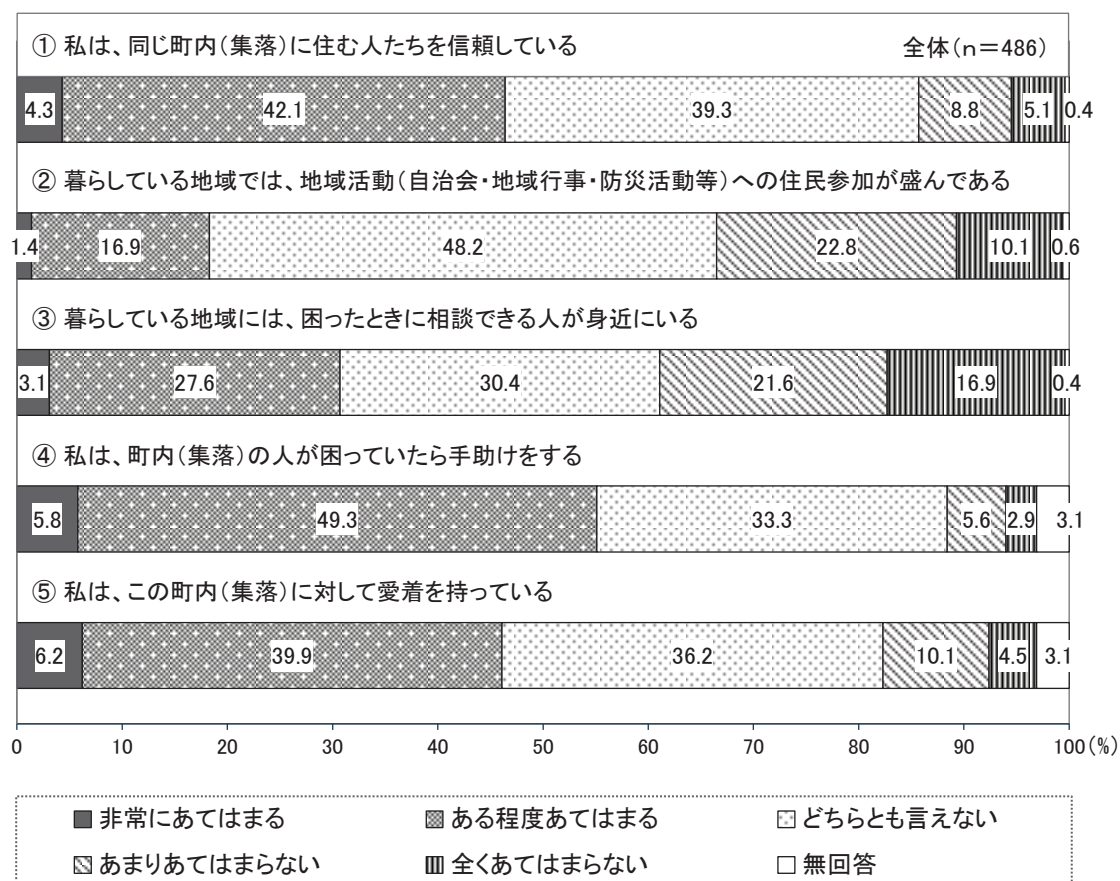 ① 私は、同じ町内（集落）に住む人たちを信頼している
全体（n＝486）
4.3 42.1 39.3 8.8 5.1 0.4
② 暮らしている地域では、地域活動（自治会・地域行事・防災活動等）への住民参加が盛んである
1.4 16.9 48.2 22.8 10.1 0.6
③ 暮らしている地域には、困ったときに相談できる人が身近にいる
3.1 27.6 30.4 21.6 16.9 0.4
④ 私は、町内（集落）の人が困っていたら手助けをする
5.8 49.3 33.3 5.6 2.9 3.1
⑤ 私は、この町内（集落）に対して愛着を持っている
6.2 39.9 36.2 10.1 4.5 3.1
0 10 20 30 40 50 60 70 80 90 100（%）
非常にあてはまる ある程度あてはまる どちらとも言えない
あまりあてはまらない 全くあてはまらない 無回答